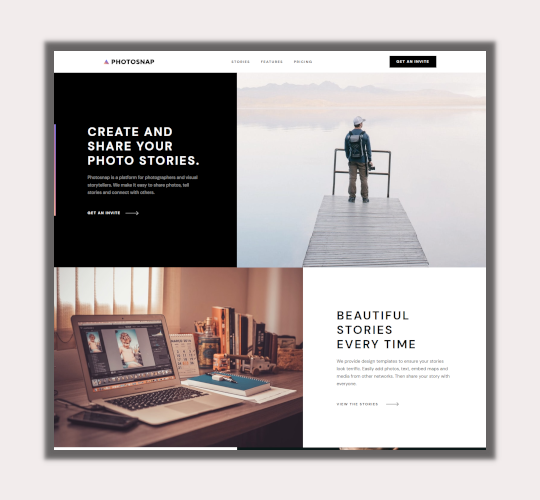 PHOTOSNAP
STORIES FEATURES PRICING
GET AN INVITE
CREATE AND
SHARE YOUR
PHOTO STORIES.
Photosnap is a platform for photographers and visual
storytellers. We make it easy to share photos, tell
stories and connect with others.
GET AN INVITE
BEAUTIFUL
STORIES
EVERY TIME
We provide design templates to ensure your stories
look terrific. Easily add photos, text, embed maps and
media from other networks. Then share your story with
everyone.
VIEW THE STORIES